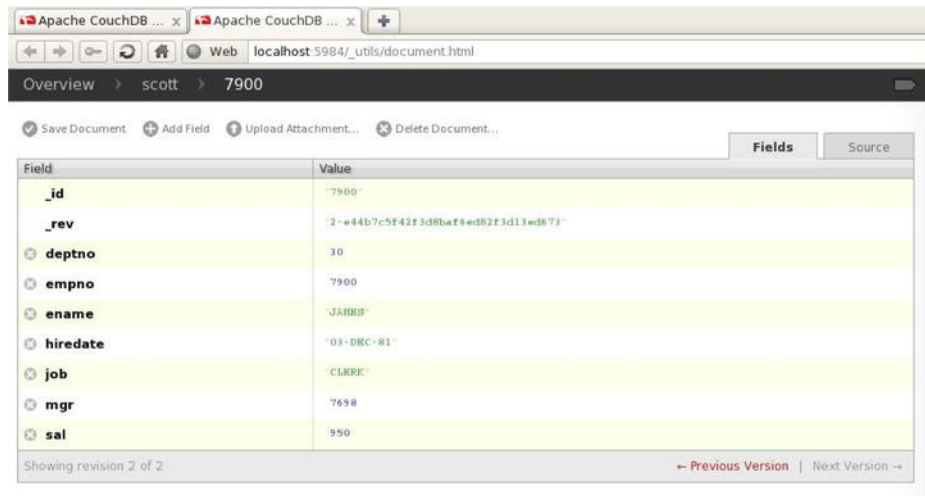 Apache CouchDB ... x Apache CouchDB ... x
Web localhost:5984/_utils/document.html
Overview scott 7900
Save Document Add Field Upload Attachment... Delete Document...
Fields Source
Field Value
_id "7900"
_rev "2-e44b7c5f42f3d8baf6ed82f3d13ed673"
deptno 30
empno 7900
ename "JAMES"
hiredate "03-DEC-81"
job "CLERK"
mgr 7698
sal 950
Showing revision 2 of 2 ← Previous Version | Next Version →